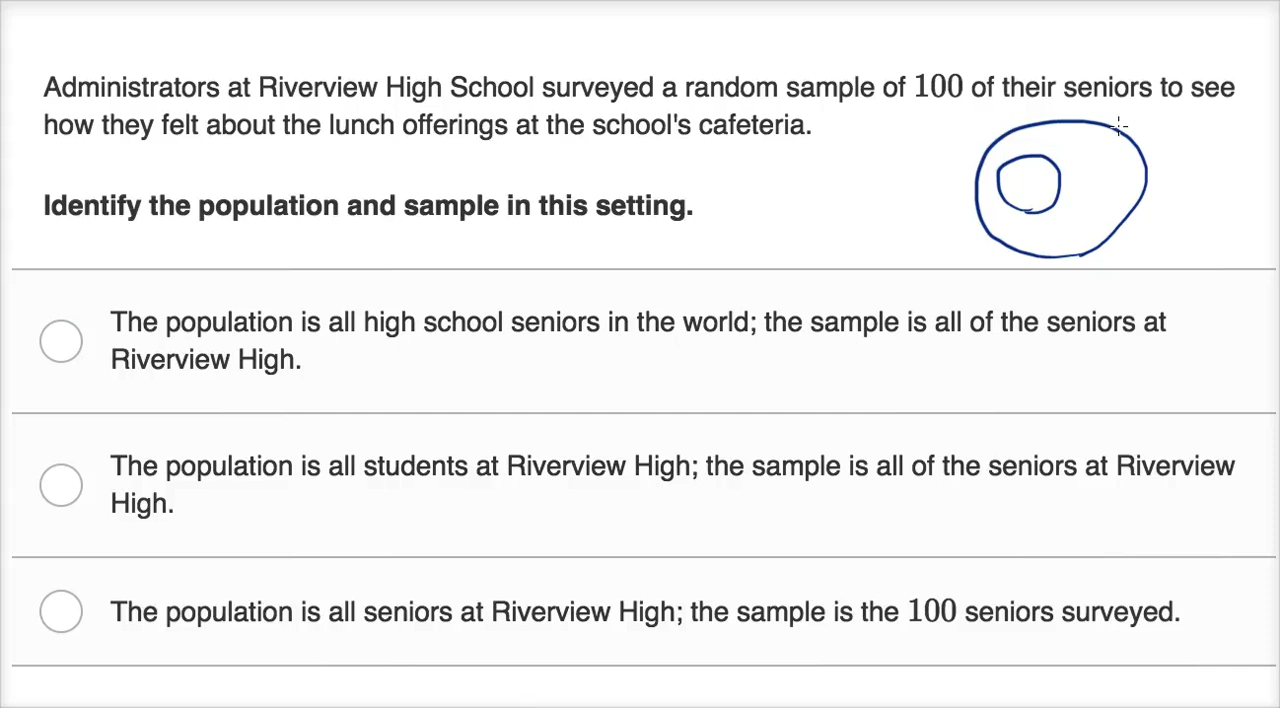 Administrators at Riverview High School surveyed a random sample of 100 of their seniors to see
how they felt about the lunch offerings at the school's cafeteria.
Identify the population and sample in this setting.
The population is all high school seniors in the world; the sample is all of the seniors at
Riverview High.
The population is all students at Riverview High; the sample is all of the seniors at Riverview
High.
The population is all seniors at Riverview High; the sample is the 100 seniors surveyed.